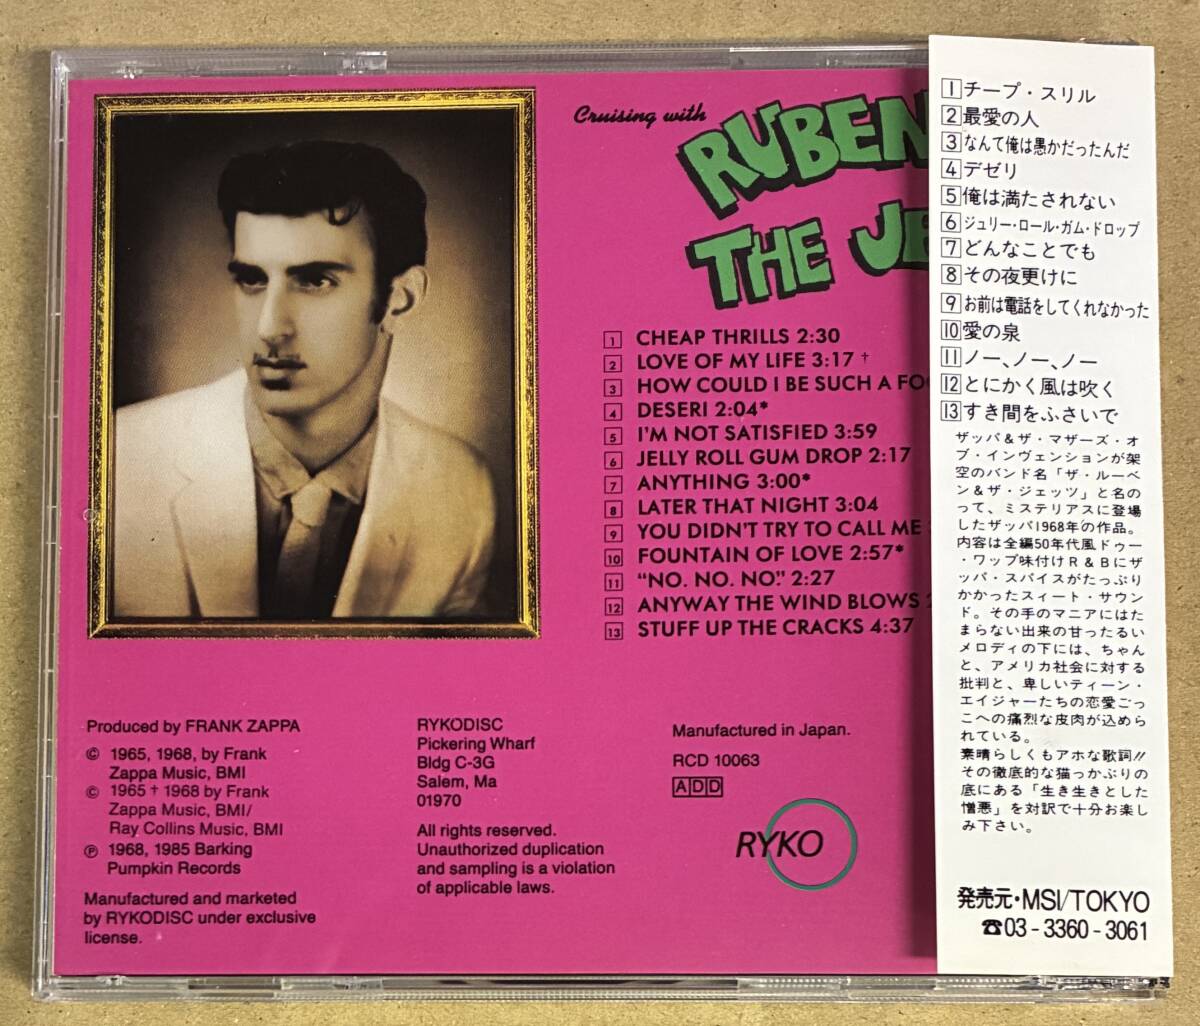 Cruising with
RUBEN
THE JE
1 CHEAP THRILLS 2:30
2 LOVE OF MY LIFE 3:17 †
3 HOW COULD I BE SUCH A FOO
4 DESERI 2:04*
5 I'M NOT SATISFIED 3:59
6 JELLY ROLL GUM DROP 2:17
7 ANYTHING 3:00*
8 LATER THAT NIGHT 3:04
9 YOU DIDN'T TRY TO CALL ME
10 FOUNTAIN OF LOVE 2:57*
11 “NO. NO. NO.” 2:27
12 ANYWAY THE WIND BLOWS 2
13 STUFF UP THE CRACKS 4:37
Produced by FRANK ZAPPA
© 1965, 1968, by Frank
Zappa Music, BMI
© 1965 † 1968 by Frank
Zappa Music, BMI/
Ray Collins Music, BMI
℗ 1968, 1985 Barking
Pumpkin Records
Manufactured and marketed
by RYKODISC under exclusive
license.
RYKODISC
Pickering Wharf
Bldg C-3G
Salem, Ma
01970
All rights reserved.
Unauthorized duplication
and sampling is a violation
of applicable laws.
Manufactured in Japan.
RCD 10063
ADD
RYKO
1 チープ・スリル
2 最愛の人
3 なんて俺は愚かだったんだ
4 デゼリ
5 俺は満たされない
6 ジェリー・ロール・ガム・ドロップ
7 どんなことでも
8 その夜更けに
9 お前は電話をしてくれなかった
10 愛の泉
11 ノー、ノー、ノー
12 とにかく風は吹く
13 すき間をふさいで
ザッパ&ザ・マザーズ・オ
ブ・インヴェンションが架
空のバンド名「ザ・ルーベ
ン&ザ・ジェッツ」と名の
って、ミステリアスに登場
したザッパ1968年の作品。
内容は全編50年代風ドゥー
・ワップ味付けR&Bにザ
ッパ・スパイスがたっぷり
かかったスィート・サウン
ド。その手のマニアにはた
まらない出来の甘ったるい
メロディの下には、ちゃん
と、アメリカ社会に対する
批判と、卑しいティーン・
エイジャーたちの恋愛ごっ
こへの痛烈な皮肉が込めら
れている。
素晴らしくもアホな歌詞!!
その徹底的な猫っかぶりの
底にある「生き生きとした
憎悪」を対訳で十分お楽し
み下さい。
発売元・MSI/TOKYO
☎03-3360-3061